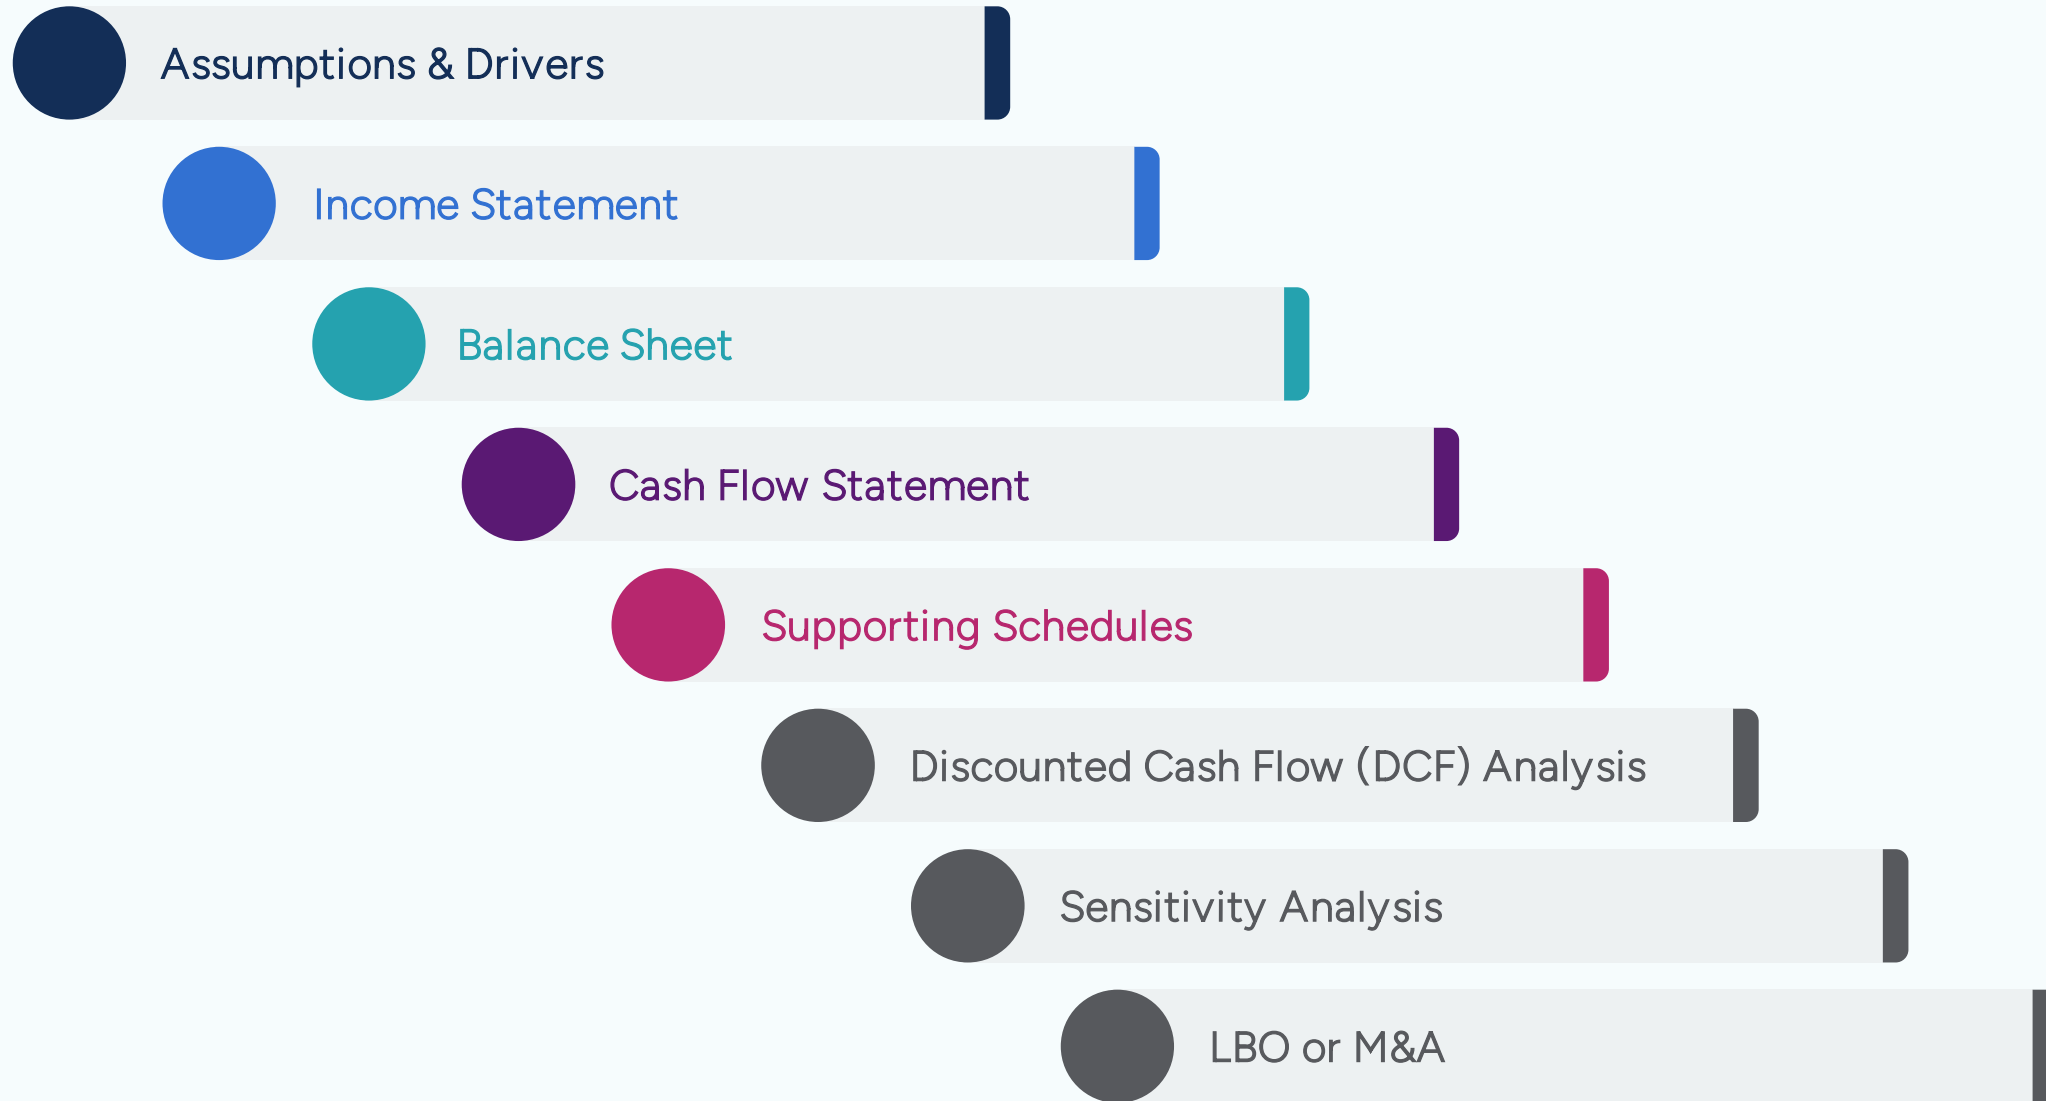 Assumptions & Drivers
Income Statement
Balance Sheet
Cash Flow Statement
Supporting Schedules
Discounted Cash Flow (DCF) Analysis
Sensitivity Analysis
LBO or M&A